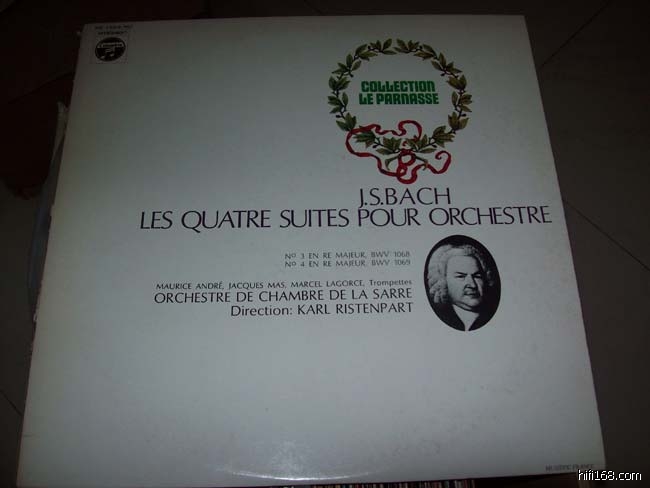 COLLECTION
LE PARNASSE
J.S.BACH
LES QUATRE SUITES POUR ORCHESTRE
No 3 EN RE MAJEUR, BWV 1068
No 4 EN RE MAJEUR, BWV 1069
MAURICE ANDRÉ, JACQUES MAS, MARCEL LAGORCE, Trompettes
ORCHESTRE DE CHAMBRE DE LA SARRE
Direction: KARL RISTENPART
hifi168.com